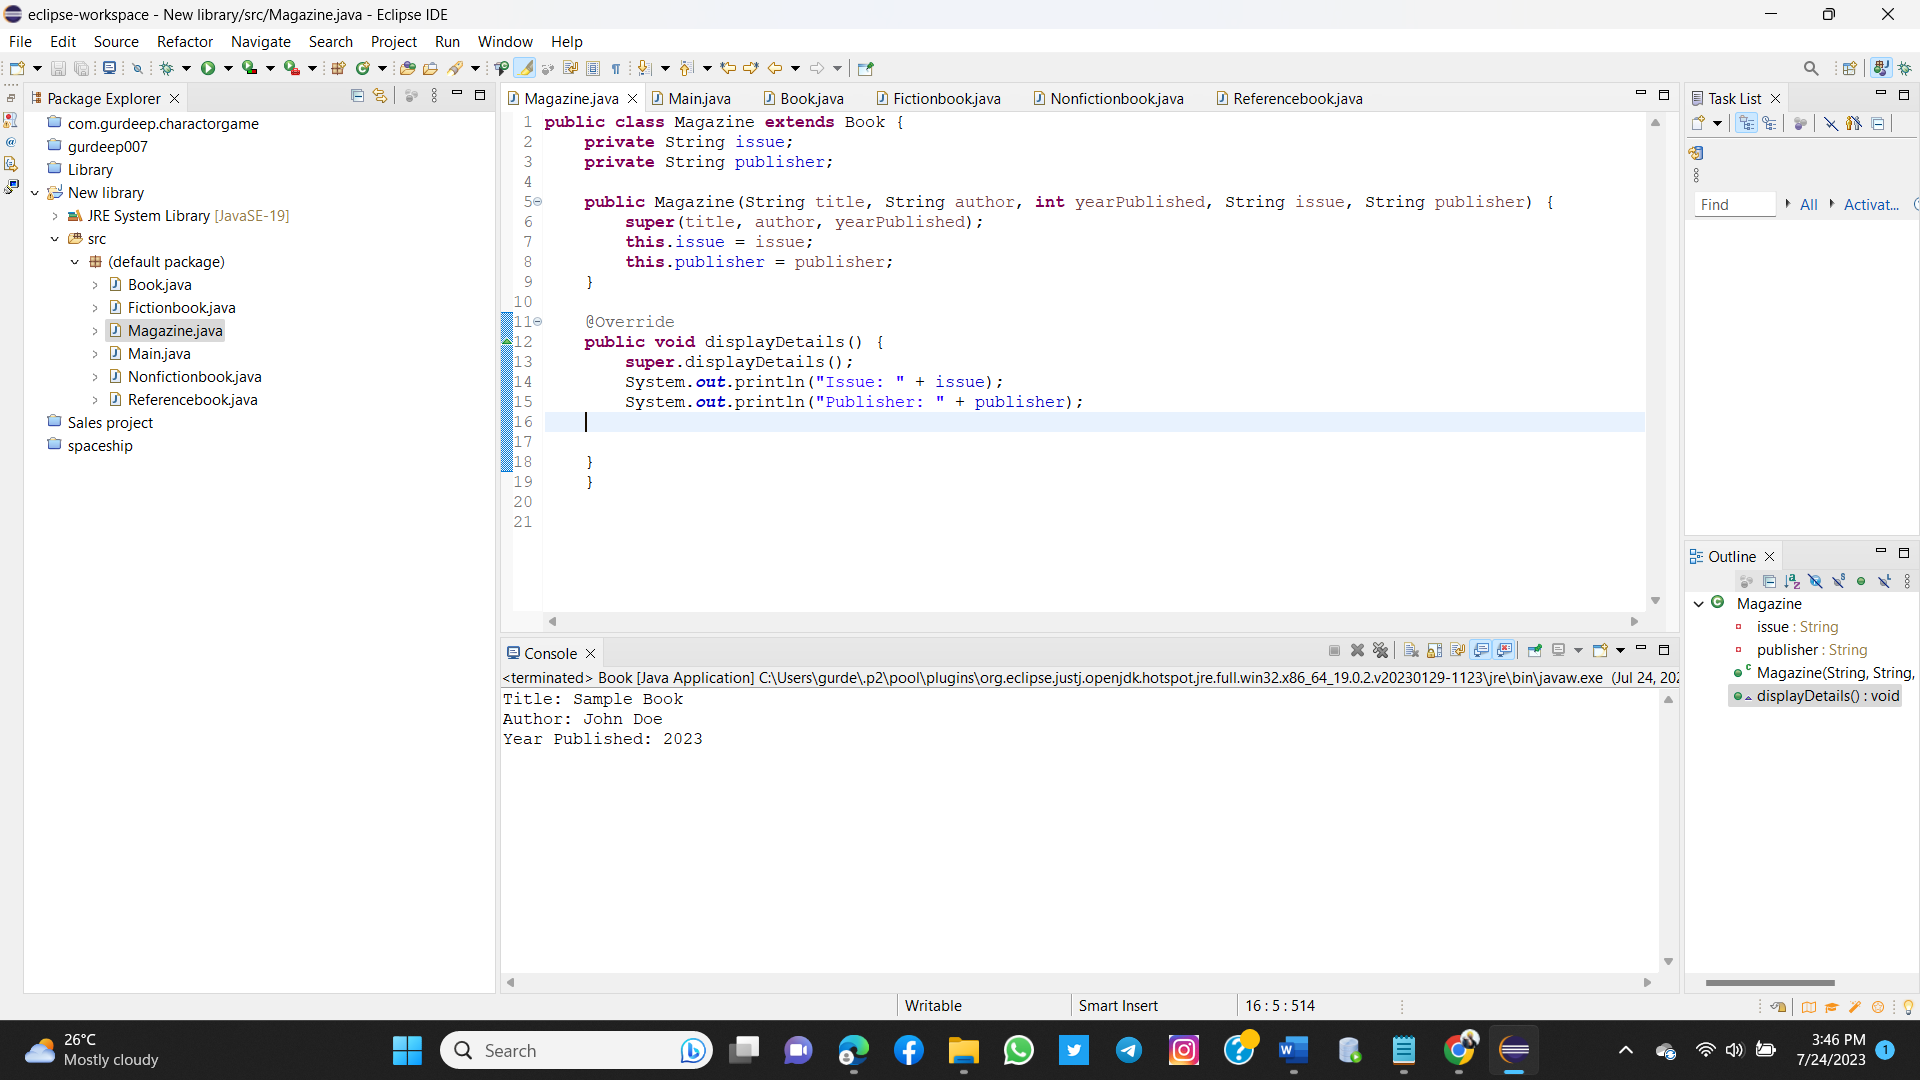 eclipse-workspace - New library/src/Magazine.java - Eclipse IDE
File Edit Source Refactor Navigate Search Project Run Window Help
Package Explorer
com.gurdeep.charactorgame
gurdeep007
Library
New library
JRE System Library [JavaSE-19]
src
(default package)
Book.java
Fictionbook.java
Magazine.java
Main.java
Nonfictionbook.java
Referencebook.java
Sales project
spaceship
Magazine.java Main.java Book.java Fictionbook.java Nonfictionbook.java Referencebook.java
1 public class Magazine extends Book {
2 private String issue;
3 private String publisher;
4
5 public Magazine(String title, String author, int yearPublished, String issue, String publisher) {
6 super(title, author, yearPublished);
7 this.issue = issue;
8 this.publisher = publisher;
9 }
10
11 @Override
12 public void displayDetails() {
13 super.displayDetails();
14 System.out.println("Issue: " + issue);
15 System.out.println("Publisher: " + publisher);
16
17
18 }
19 }
20
21
Console
<terminated> Book [Java Application] C:\Users\gurde\.p2\pool\plugins\org.eclipse.justj.openjdk.hotspot.jre.full.win32.x86_64_19.0.2.v20230129-1123\jre\bin\javaw.exe (Jul 24, 202
Title: Sample Book
Author: John Doe
Year Published: 2023
Task List
Find All Activat...
Outline
Magazine
issue : String
publisher : String
Magazine(String, String,
displayDetails() : void
Writable Smart Insert 16 : 5 : 514
26°C
Mostly cloudy
Search
3:46 PM
7/24/2023
1